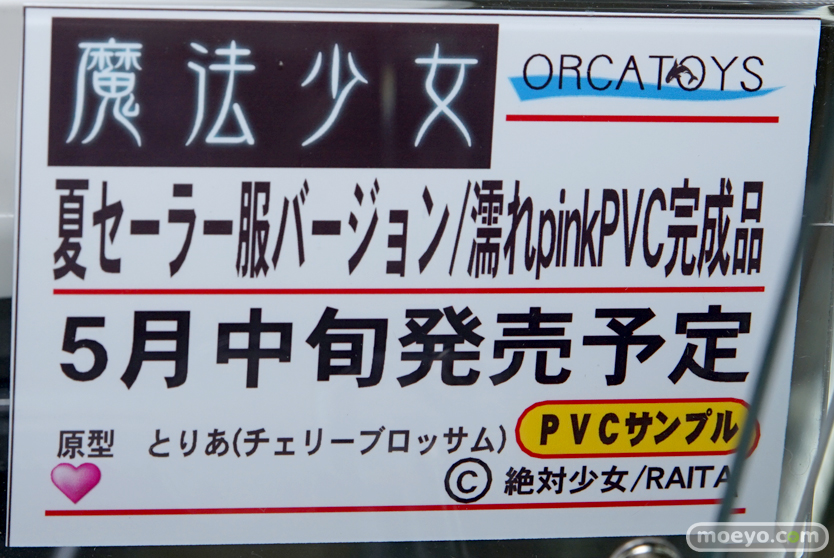 魔法少女
ORCATOYS
夏セーラー服バージョン/濡れpinkPVC完成品
5月中旬発売予定
原型　とりあ(チェリーブロッサム)
PVCサンプル
©絶対少女/RAITA
moeyo.com